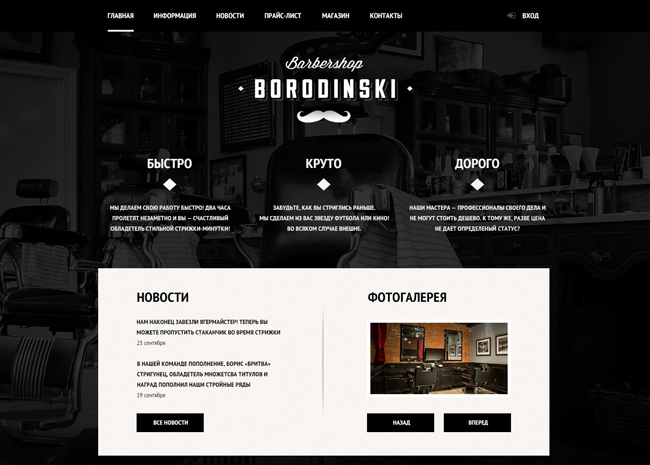 ГЛАВНАЯ ИНФОРМАЦИЯ НОВОСТИ ПРАЙС-ЛИСТ МАГАЗИН КОНТАКТЫ ВХОД
Barbershop
BORODINSKI
БЫСТРО
МЫ ДЕЛАЕМ СВОЮ РАБОТУ БЫСТРО! ДВА ЧАСА
ПРОЛЕТЯТ НЕЗАМЕТНО И ВЫ — СЧАСТЛИВЫЙ
ОБЛАДАТЕЛЬ СТИЛЬНОЙ СТРИЖКИ-МИНУТКИ!
КРУТО
ЗАБУДЬТЕ, КАК ВЫ СТРИГЛИСЬ РАНЬШЕ.
МЫ СДЕЛАЕМ ИЗ ВАС ЗВЕЗДУ ФУТБОЛА ИЛИ КИНО!
ВО ВСЯКОМ СЛУЧАЕ ВНЕШНЕ.
ДОРОГО
НАШИ МАСТЕРА — ПРОФЕССИОНАЛЫ СВОЕГО ДЕЛА И
НЕ МОГУТ СТОИТЬ ДЕШЕВО. К ТОМУ ЖЕ, РАЗВЕ ЦЕНА
НЕ ДАЕТ ОПРЕДЕЛЕНЫЙ СТАТУС?
НОВОСТИ
НАМ НАКОНЕЦ ЗАВЕЗЛИ ЯГЕРМАЙСТЕР! ТЕПЕРЬ ВЫ
МОЖЕТЕ ПРОПУСТИТЬ СТАКАНЧИК ВО ВРЕМЯ СТРИЖКИ
25 сентября
В НАШЕЙ КОМАНДЕ ПОПОЛНЕНИЕ, БОРИС «БРИТВА»
СТРИГУНЕЦ, ОБЛАДАТЕЛЬ МНОЖЕТСВА ТИТУЛОВ И
НАГРАД ПОПОЛНИЛ НАШИ СТРОЙНЫЕ РЯДЫ
19 сентября
ВСЕ НОВОСТИ
ФОТОГАЛЕРЕЯ
НАЗАД ВПЕРЕД